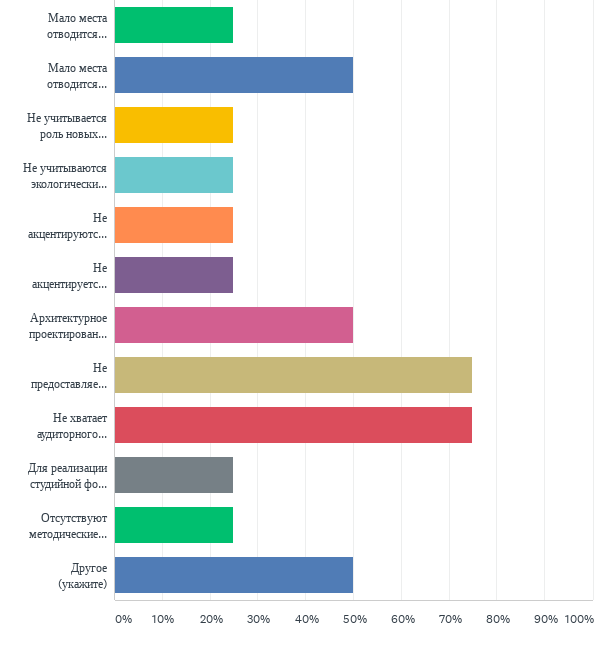 Мало места
отводится...
Мало места
отводится...
Не учитывается
роль новых...
Не учитываются
экологически...
Не
акцентируютс...
Не
акцентируетс...
Архитектурное
проектирован...
Не
предоставляе...
Не хватает
аудиторного...
Для реализации
студийной фо...
Отсутствуют
методические...
Другое
(укажите)
0% 10% 20% 30% 40% 50% 60% 70% 80% 90% 100%